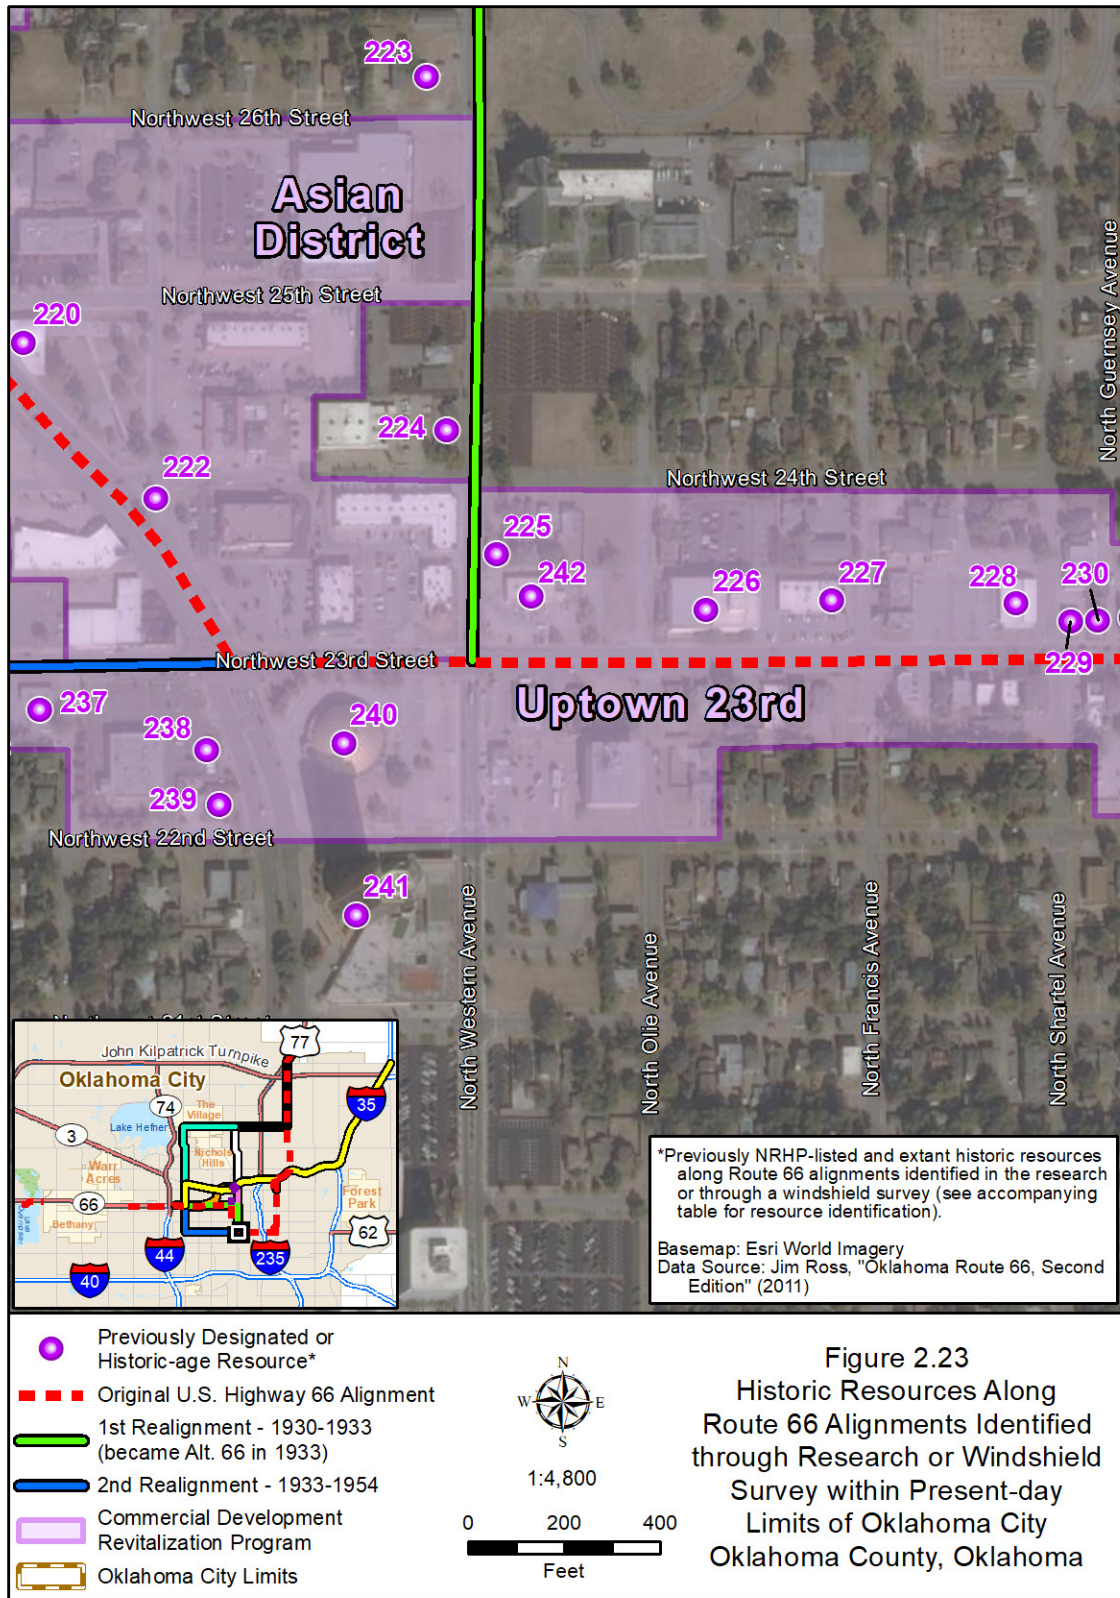 223
Northwest 26th Street
Asian
District
Northwest 25th Street
220
North Guernsey Avenue
224
Northwest 24th Street
222
225
242
226
227
228
230
229
Northwest 23rd Street
Uptown 23rd
237
238
239
240
Northwest 22nd Street
241
North Western Avenue
North Olie Avenue
North Francis Avenue
North Shartel Avenue
John Kilpatrick Turnpike
77
Oklahoma City
74
The
Village
35
Lake Hefner
3
Nichols
Hills
Warr
Acres
66
Forest
Park
Bethany
62
44
235
40
*Previously NRHP-listed and extant historic resources
along Route 66 alignments identified in the research
or through a windshield survey (see accompanying
table for resource identification).
Basemap: Esri World Imagery
Data Source: Jim Ross, "Oklahoma Route 66, Second
Edition" (2011)
Previously Designated or
Historic-age Resource*
Original U.S. Highway 66 Alignment
1st Realignment - 1930-1933
(became Alt. 66 in 1933)
2nd Realignment - 1933-1954
Commercial Development
Revitalization Program
Oklahoma City Limits
N
W
E
S
1:4,800
0 200 400
Feet
Figure 2.23
Historic Resources Along
Route 66 Alignments Identified
through Research or Windshield
Survey within Present-day
Limits of Oklahoma City
Oklahoma County, Oklahoma